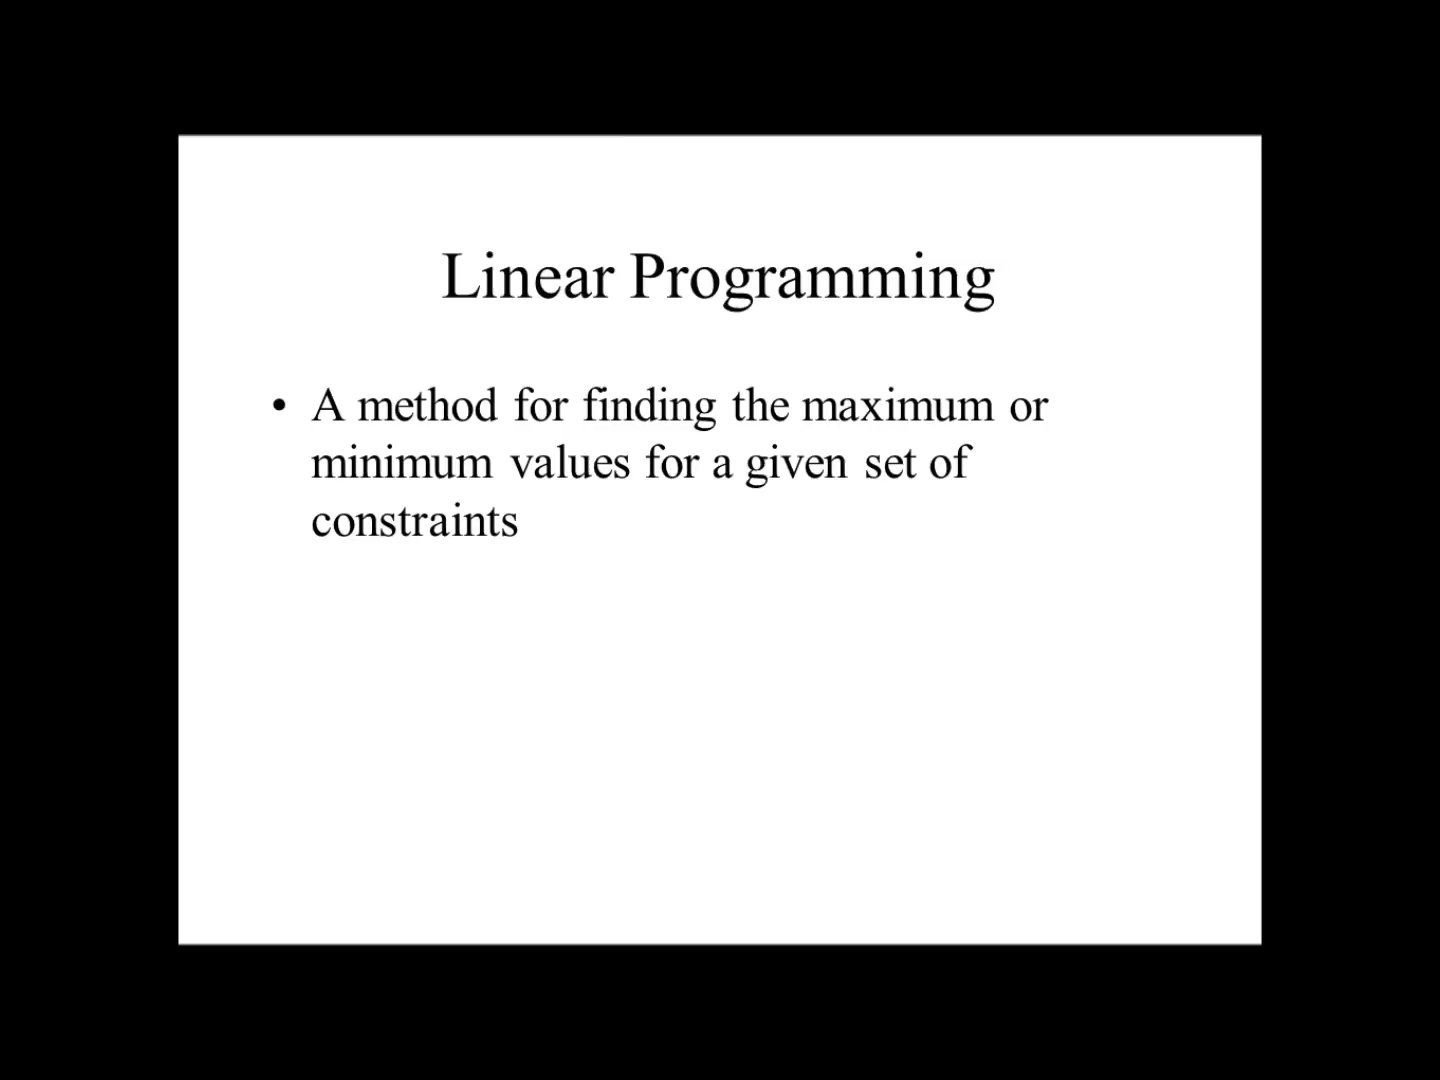 Linear Programming
• A method for finding the maximum or
minimum values for a given set of
constraints